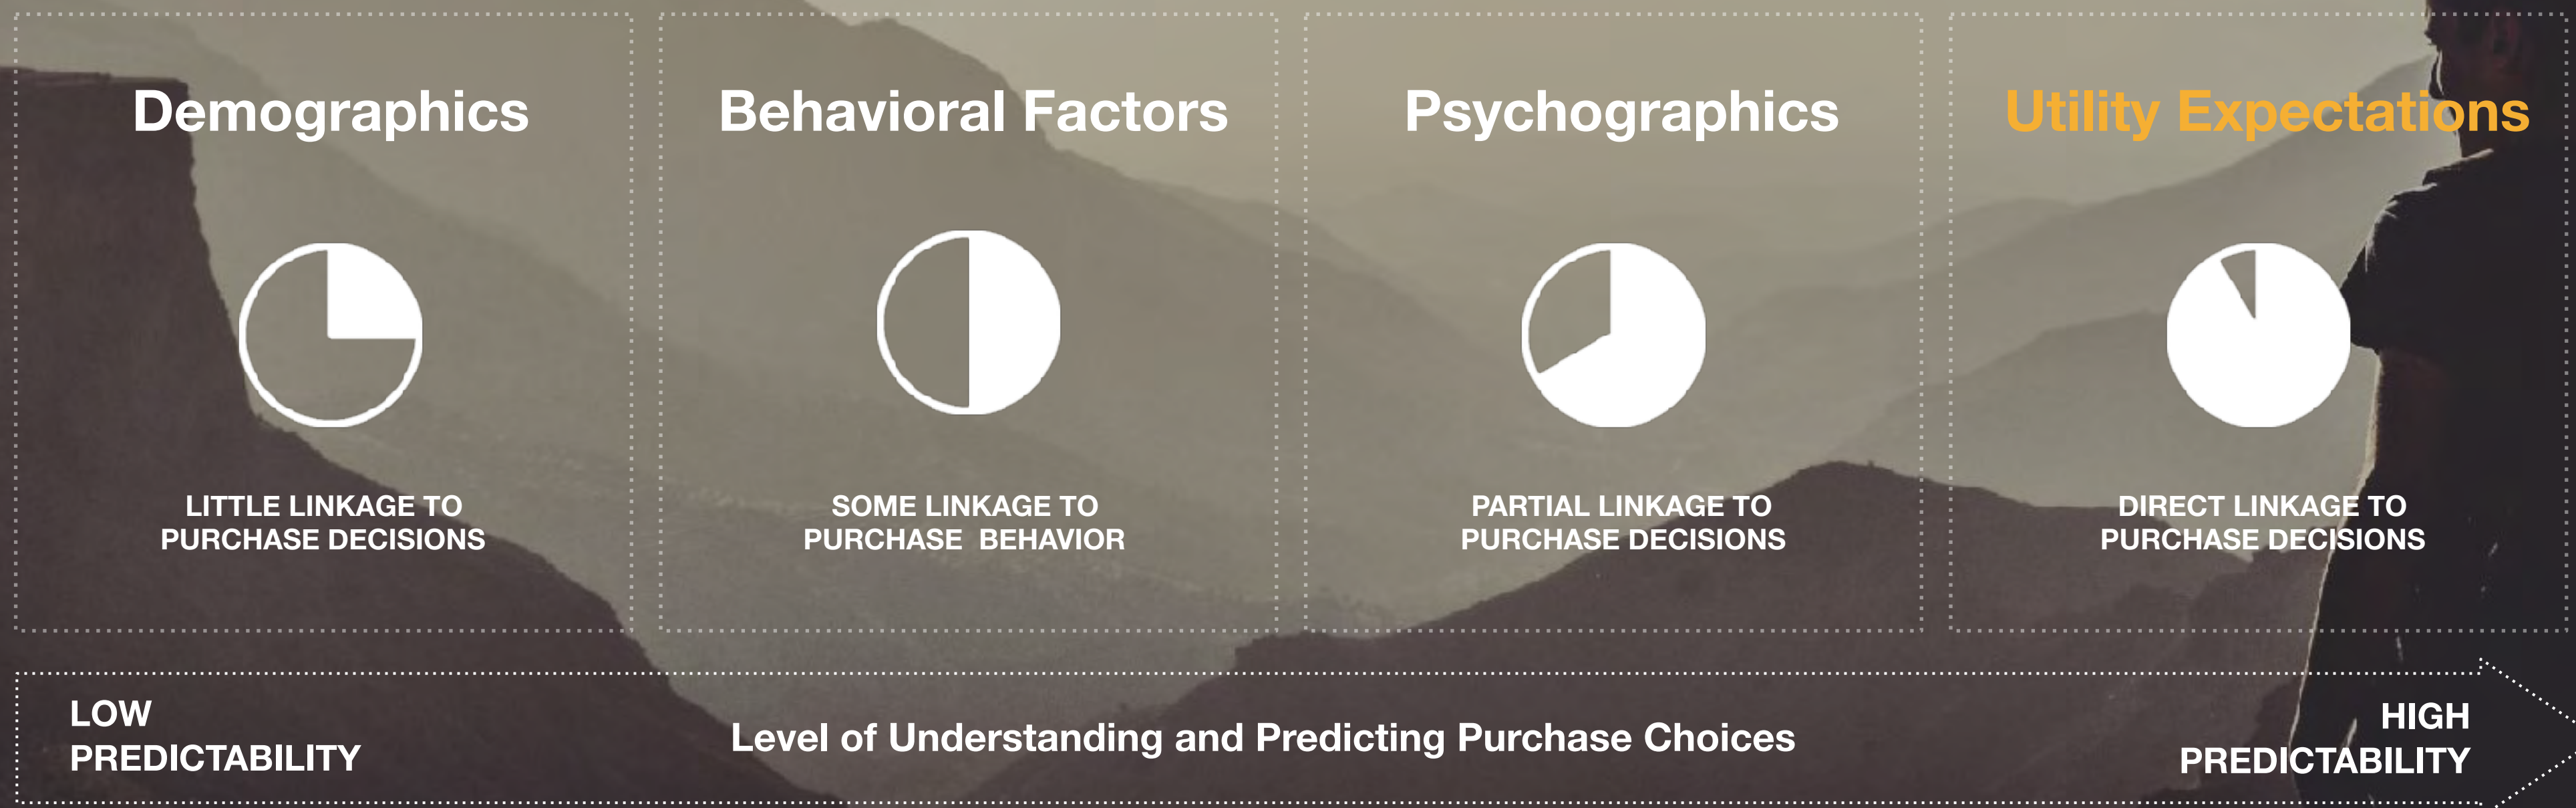 Demographics
Behavioral Factors
Psychographics
Utility Expectations
LITTLE LINKAGE TO
PURCHASE DECISIONS
SOME LINKAGE TO
PURCHASE  BEHAVIOR
PARTIAL LINKAGE TO
PURCHASE DECISIONS
DIRECT LINKAGE TO
PURCHASE DECISIONS
LOW
PREDICTABILITY
Level of Understanding and Predicting Purchase Choices
HIGH
PREDICTABILITY